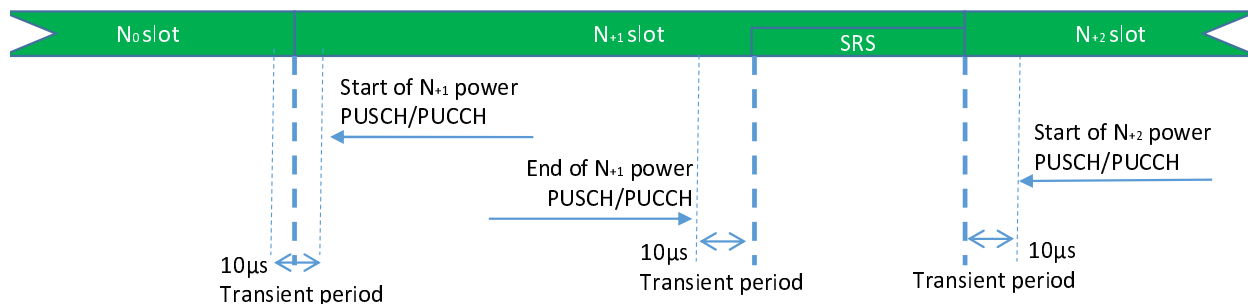 N₀ slot
N₊₁ slot
SRS
N₊₂ slot
Start of N₊₁ power
PUSCH/PUCCH
End of N₊₁ power
PUSCH/PUCCH
Start of N₊₂ power
PUSCH/PUCCH
10µs
Transient period
10µs
Transient period
10µs
Transient period